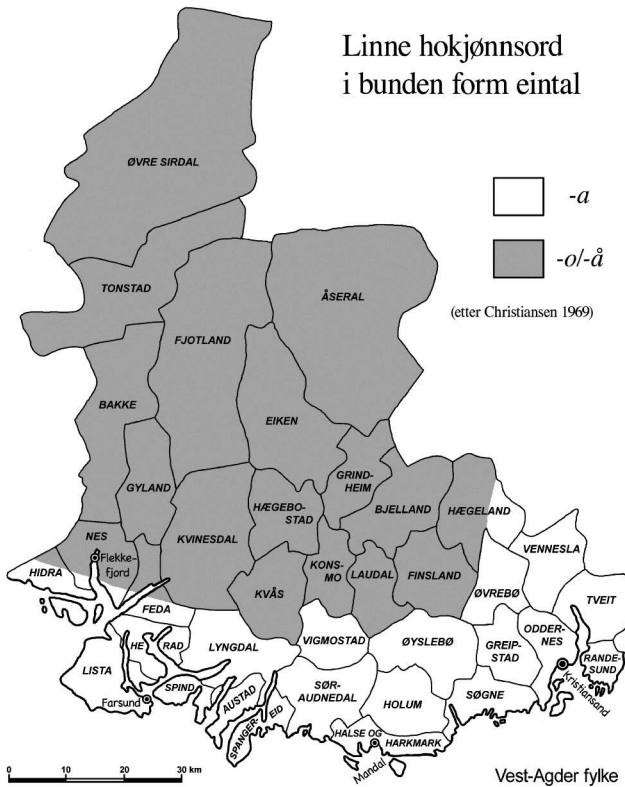 Linne hokjønnsord
i bunden form eintal
-a
-o/-å
(etter Christiansen 1969)
ØVRE SIRDAL
TONSTAD
ÅSERAL
FJOTLAND
BAKKE
EIKEN
GYLAND
GRIND-
HEIM
HÆGEBO-
STAD
BJELLAND
HÆGELAND
KVINESDAL
NES
Flekke-
fjord
HIDRA
KONS-
MO
LAUDAL
FINSLAND
VENNESLA
KVÅS
ØVREBØ
TVEIT
FEDA
VIGMOSTAD
ØYSLEBØ
GREIP-
STAD
ODDER-
NES
HE
RAD
LYNGDAL
LISTA
RANDE-
SUND
Kristiansand
SPIND
Farsund
AUSTAD
SPANGER-
EID
SØR-
AUDNEDAL
HOLUM
SØGNE
HALSE OG
HARKMARK
Mandal
0 10 20 30 km
Vest-Agder fylke